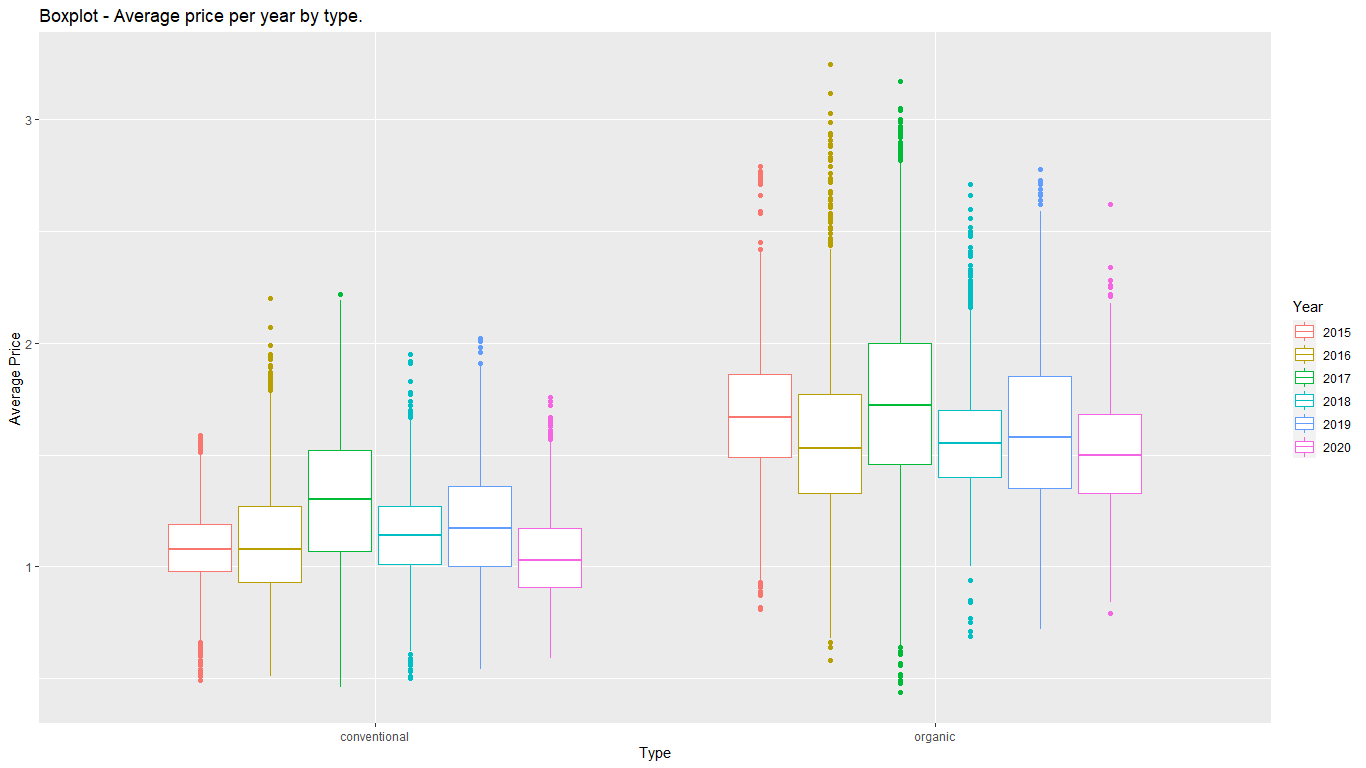 Boxplot - Average price per year by type.
3
2
1
Average Price
conventional
organic
Type
Year
2015
2016
2017
2018
2019
2020